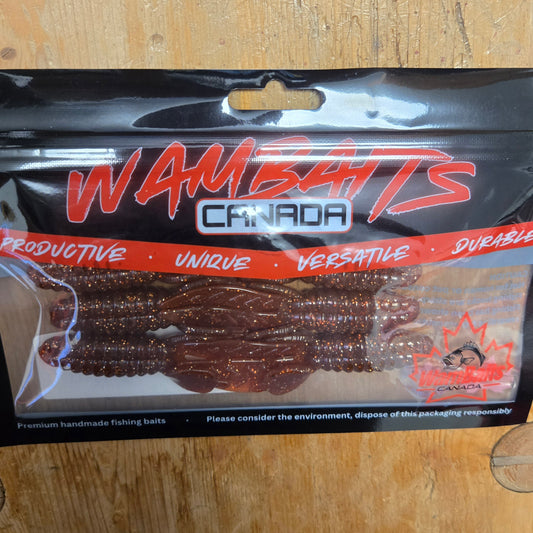 WAMBAITS
CANADA
PRODUCTIVE · UNIQUE · VERSATILE · DURABLE
WAMBAITS
CANADA
Premium handmade fishing baits · Please consider the environment, dispose of this packaging responsibly